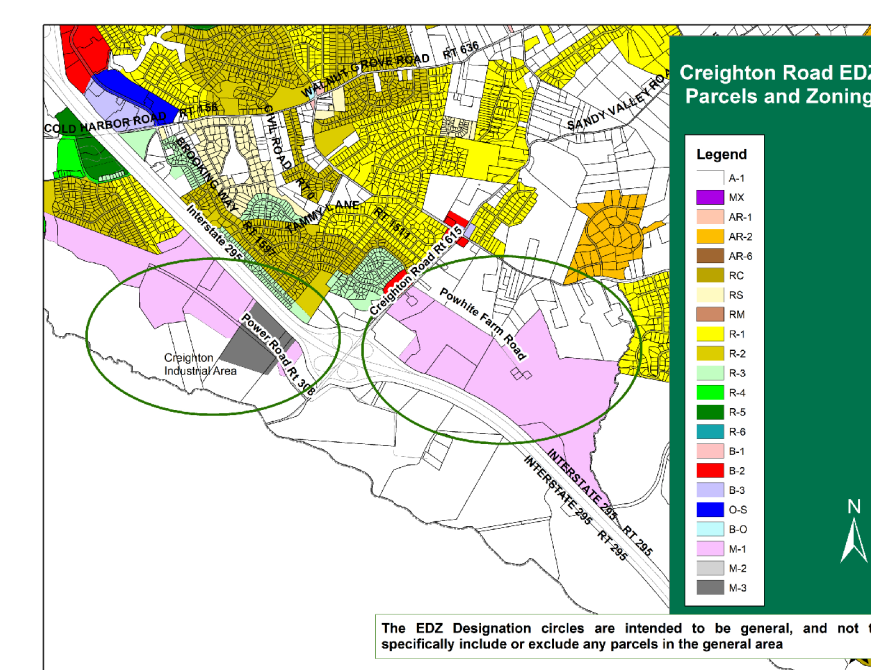 WALNUT GROVE ROAD RT 636
Creighton Road EDZ
Parcels and Zoning
SANDY VALLEY ROA
COLD HARBOR ROAD RT 156
CIVIL ROAD
RT 0
BROOKING WAY
RT 1597
TAMMY LANE
RT 1511
Interstate 295
Creighton Road Rt 615
Powhite Farm Road
Power Road Rt 308
Creighton
Industrial Area
INTERSTATE 295 RT 295
INTERSTATE 295 RT 295
Legend
A-1
MX
AR-1
AR-2
AR-6
RC
RS
RM
R-1
R-2
R-3
R-4
R-5
R-6
B-1
B-2
B-3
O-S
B-O
M-1
M-2
M-3
N
The EDZ Designation circles are intended to be general, and not t
specifically include or exclude any parcels in the general area